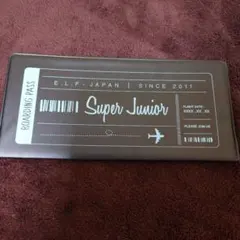 E.L.F - JAPAN | SINCE 2011
BOARDING PASS
Super Junior
FLIGHT DATE :
PLEASE JOIN US